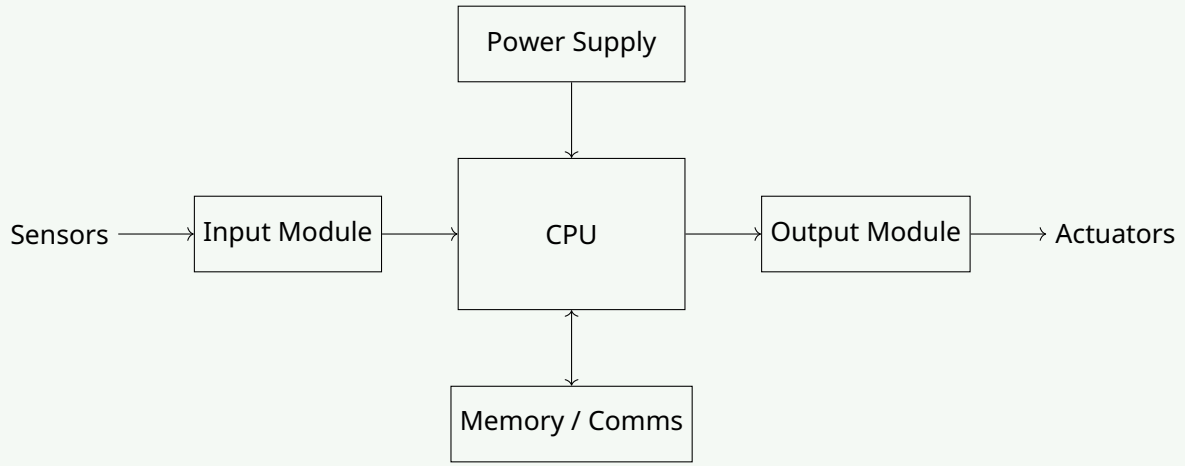 Power Supply
Sensors
Input Module
CPU
Output Module
Actuators
Memory / Comms